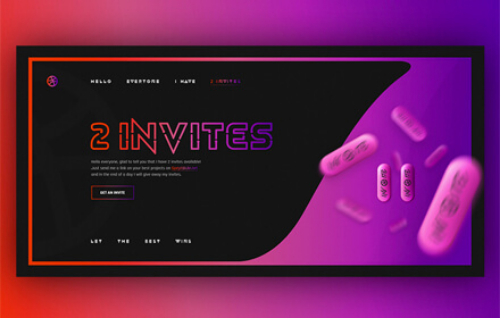 HELLO EVERYONE I HAVE 2 INVITES
2 INVITES
Hello everyone, glad to tell you that I have 2 invites available!
Just send me a link on your best projects on
and in the end of a day I will give away my invites.
GET AN INVITE
LET THE BEST WINS